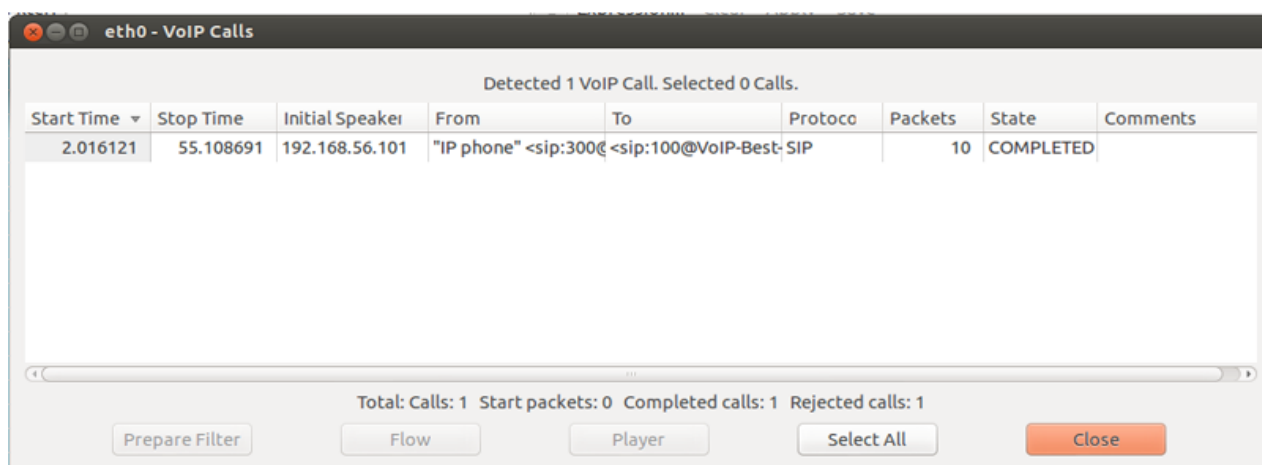 eth0 - VoIP Calls
Detected 1 VoIP Call. Selected 0 Calls.
Start Time Stop Time Initial Speaker From To Protoco Packets State Comments
2.016121 55.108691 192.168.56.101 "IP phone" <sip:300@ <sip:100@VoIP-Best- SIP 10 COMPLETED
Total: Calls: 1 Start packets: 0 Completed calls: 1 Rejected calls: 1
Prepare Filter Flow Player Select All Close